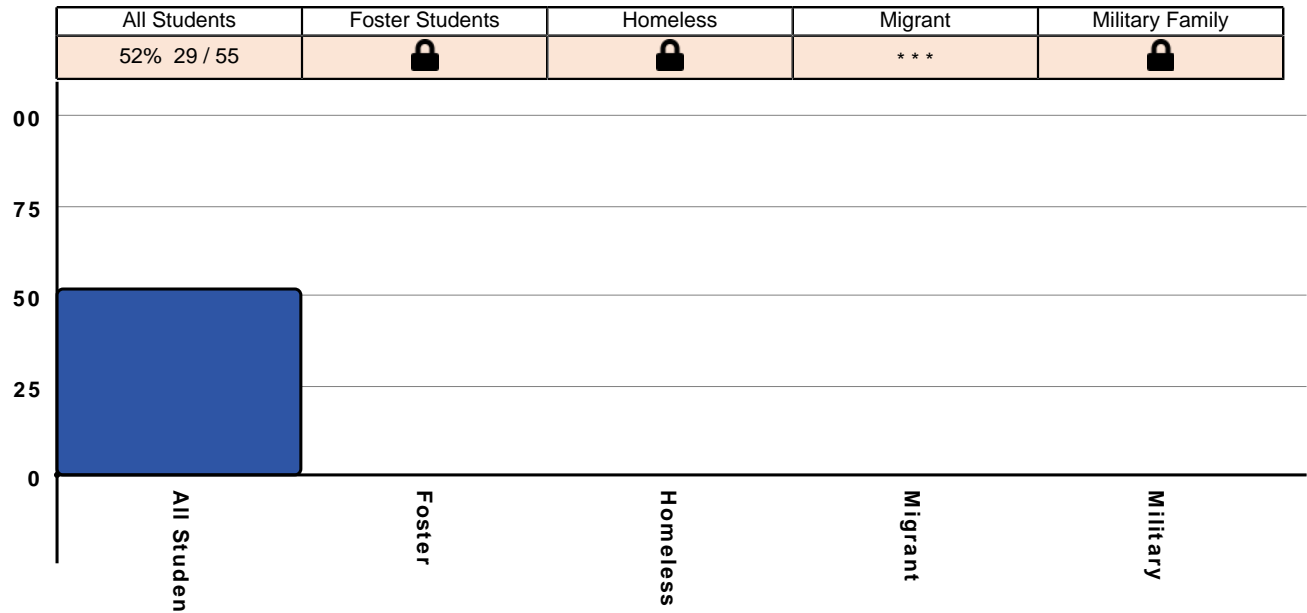 All Students Foster Students Homeless Migrant Military Family
52% 29 / 55 * * *
00
75
50
25
0
All Studen
Foster
Homeless
Migrant
Military